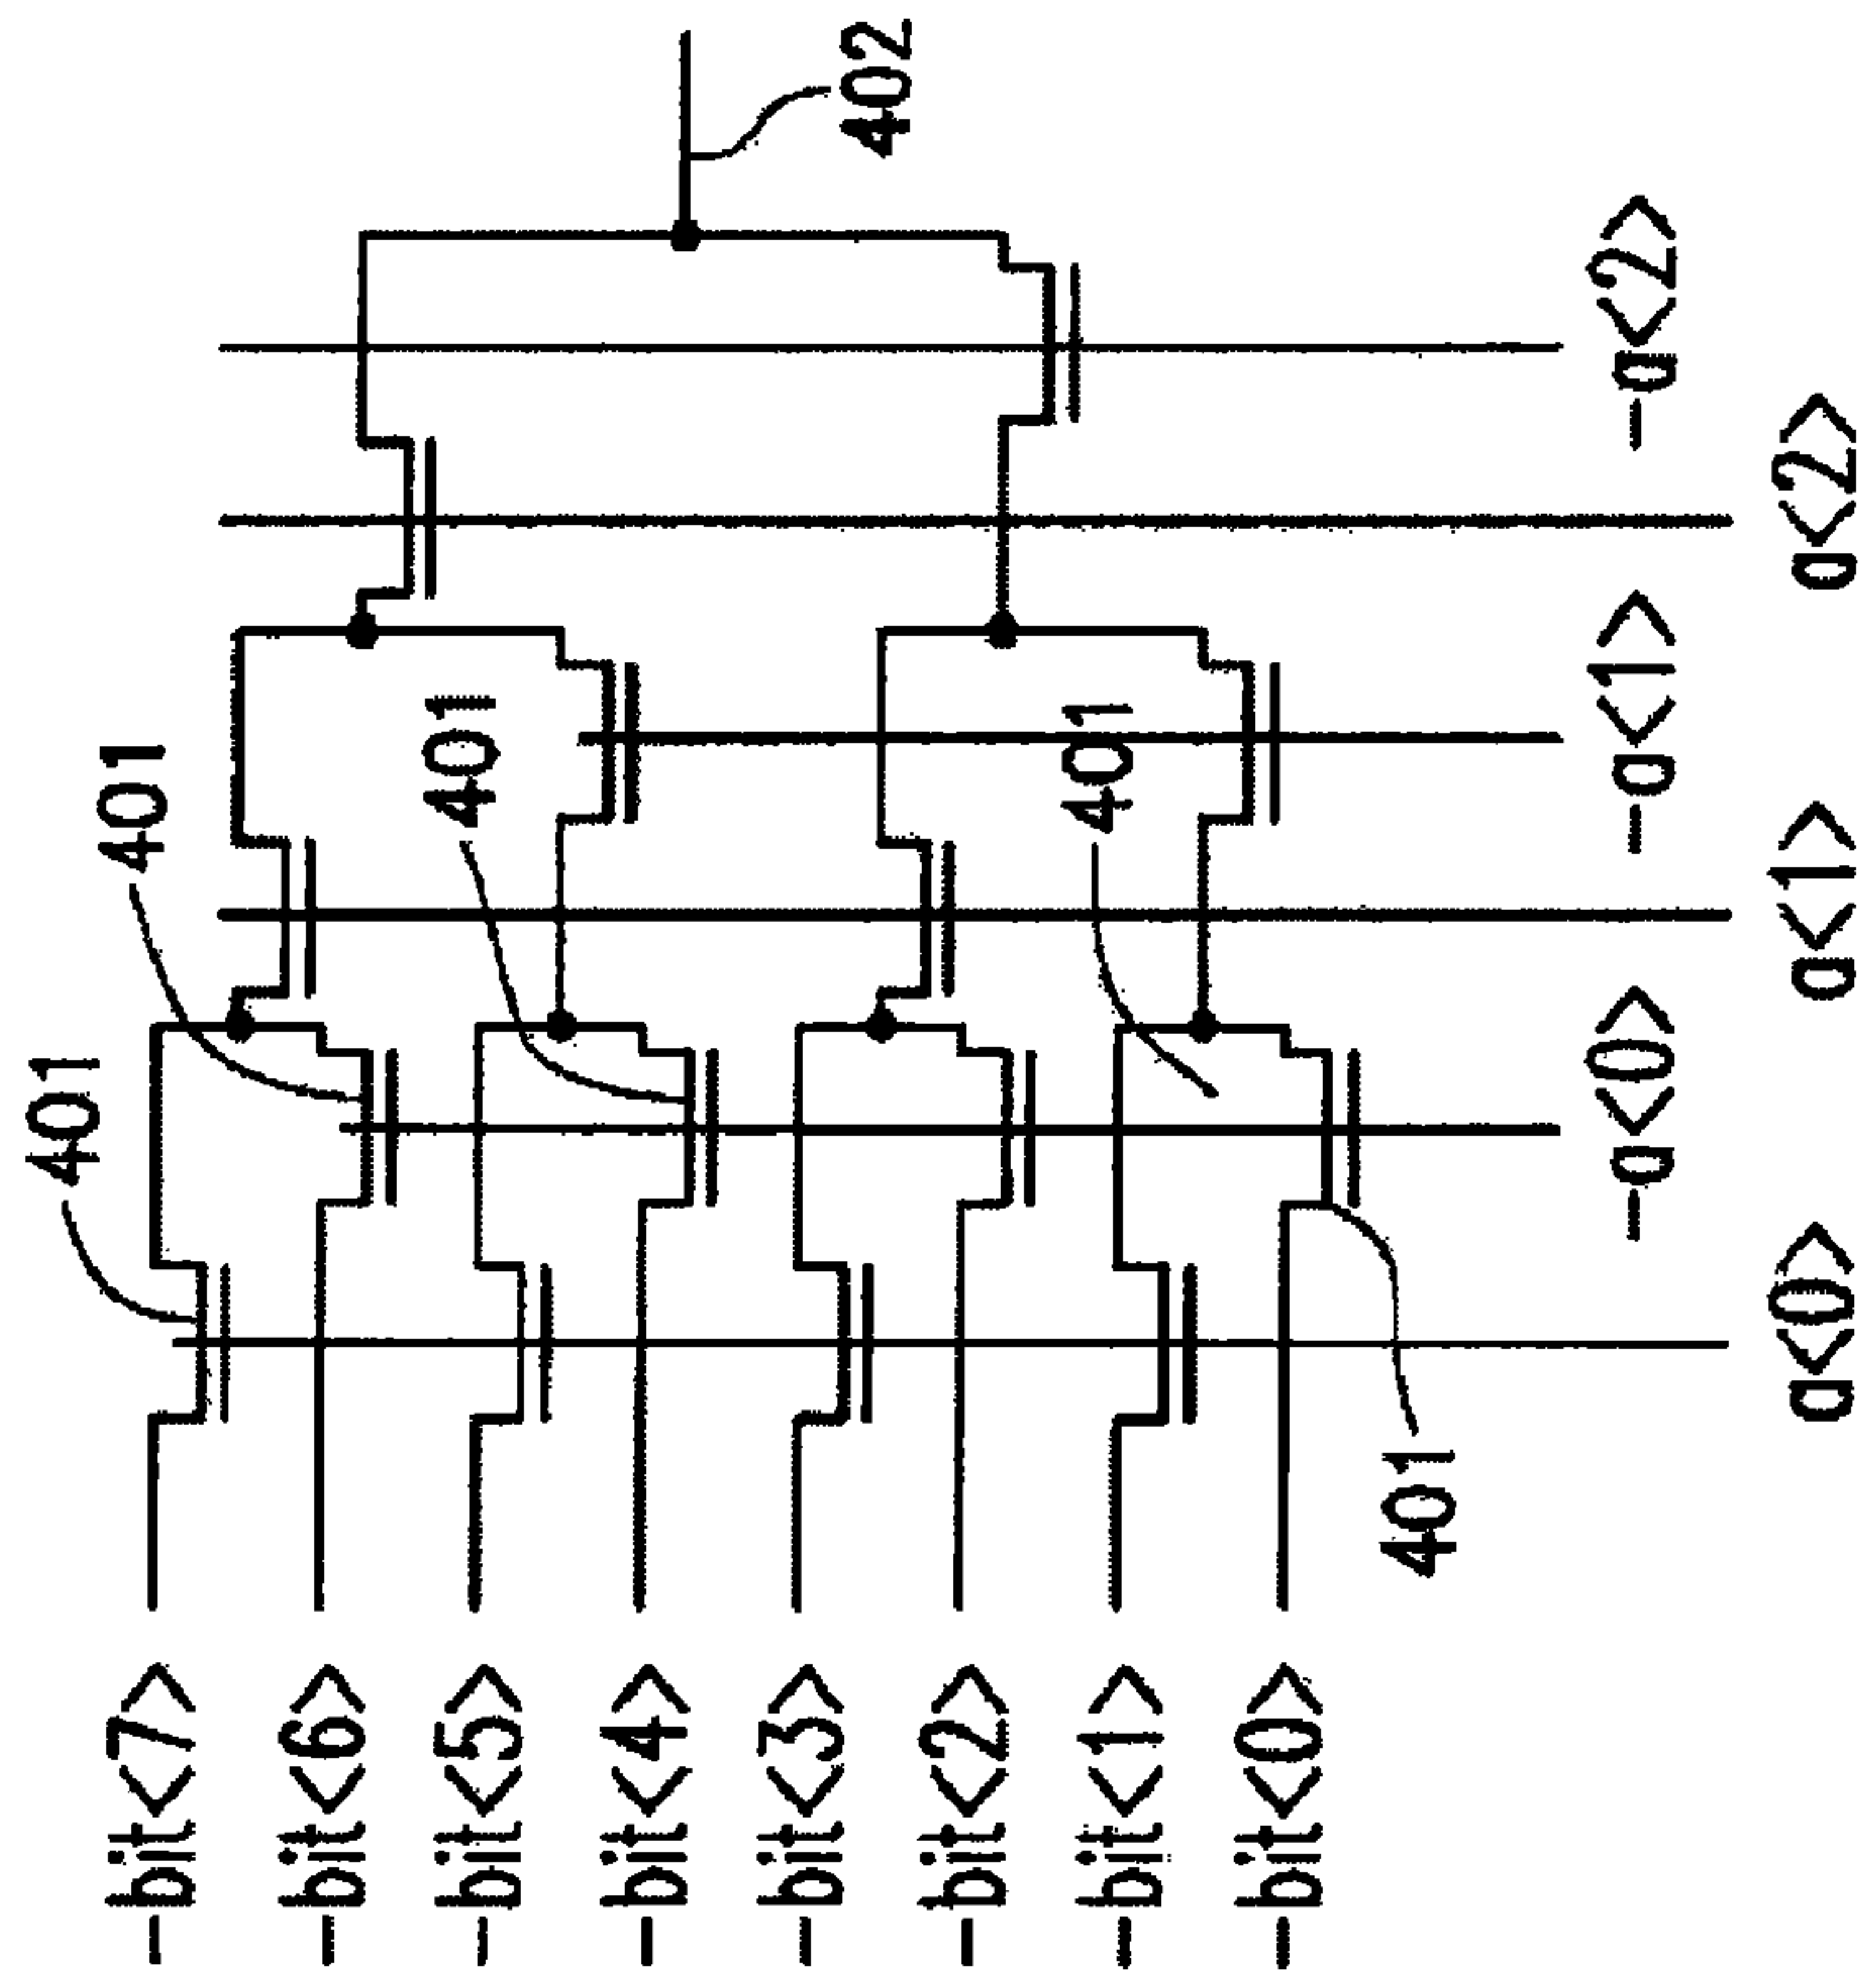 401
401
-bit<7>
-bit<6>
401
-bit<5>
-bit<4>
-bit<3>
402
-bit<2>
401
-bit<1>
-bit<0>
401
-a<0>
-a<1>
-a<2>
a<0>
a<1>
a<2>